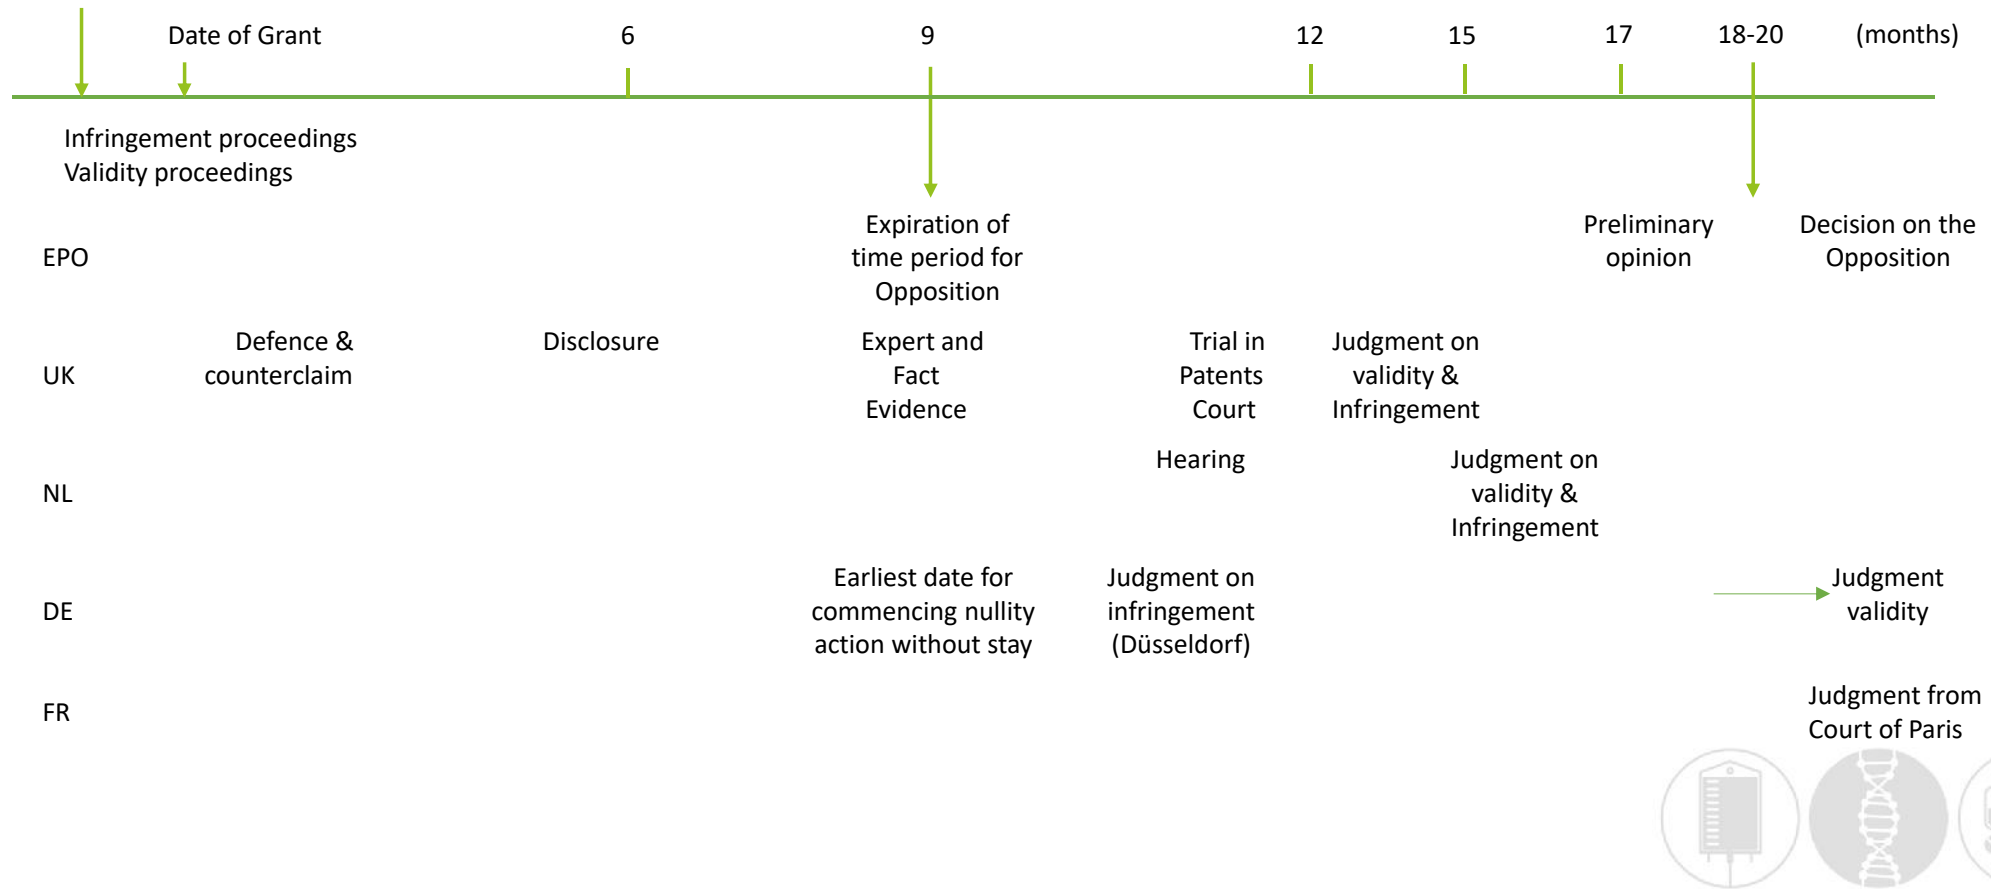 Date of Grant 6 9 12 15 17 18-20 (months)
Infringement proceedings
Validity proceedings
EPO
Expiration of
time period for
Opposition
Preliminary
opinion
Decision on the
Opposition
UK
Defence &
counterclaim
Disclosure
Expert and
Fact
Evidence
Trial in
Patents
Court
Judgment on
validity &
Infringement
NL
Hearing
Judgment on
validity &
Infringement
DE
Earliest date for
commencing nullity
action without stay
Judgment on
infringement
(Düsseldorf)
Judgment
validity
FR
Judgment from
Court of Paris